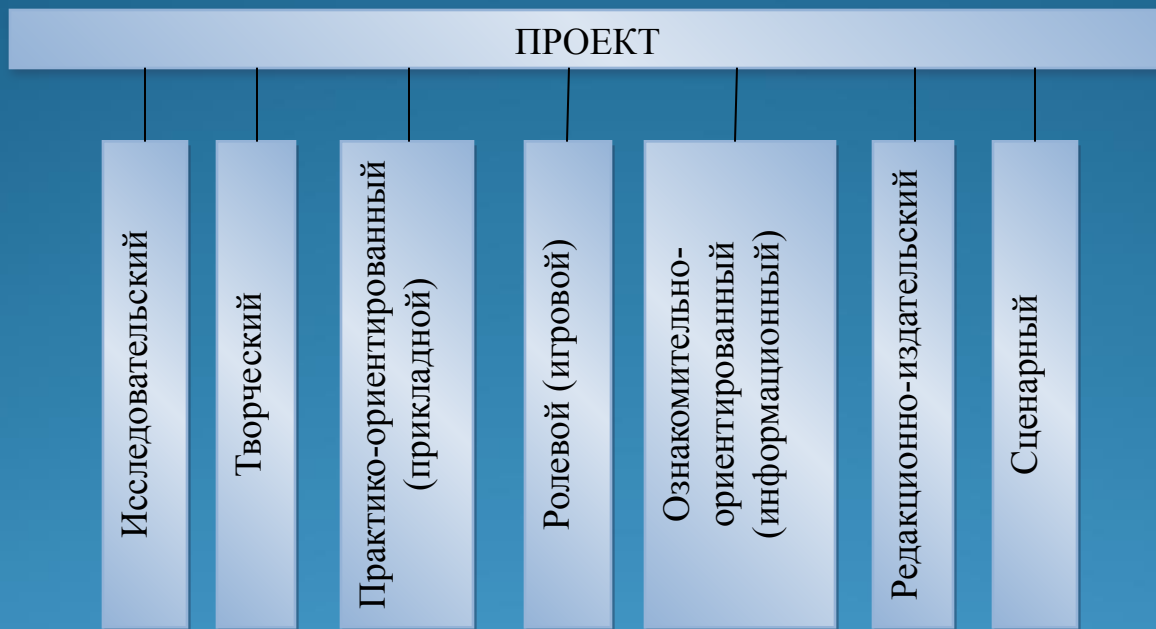 ПРОЕКТ
Исследовательский
Творческий
Практико-ориентированный
(прикладной)
Ролевой (игровой)
Ознакомительно-
ориентированный
(информационный)
Редакционно-издательский
Сценарный